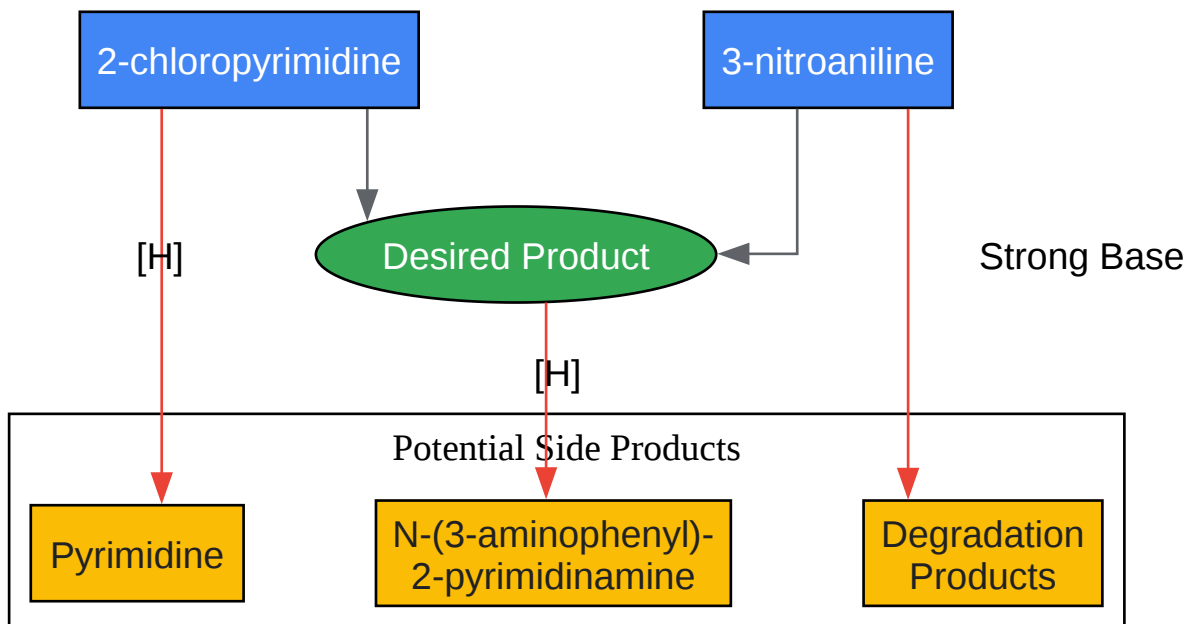 2-chloropyrimidine
3-nitroaniline
[H]
Desired Product
Strong Base
[H]
Potential Side Products
Pyrimidine
N-(3-aminophenyl)-
2-pyrimidinamine
Degradation
Products